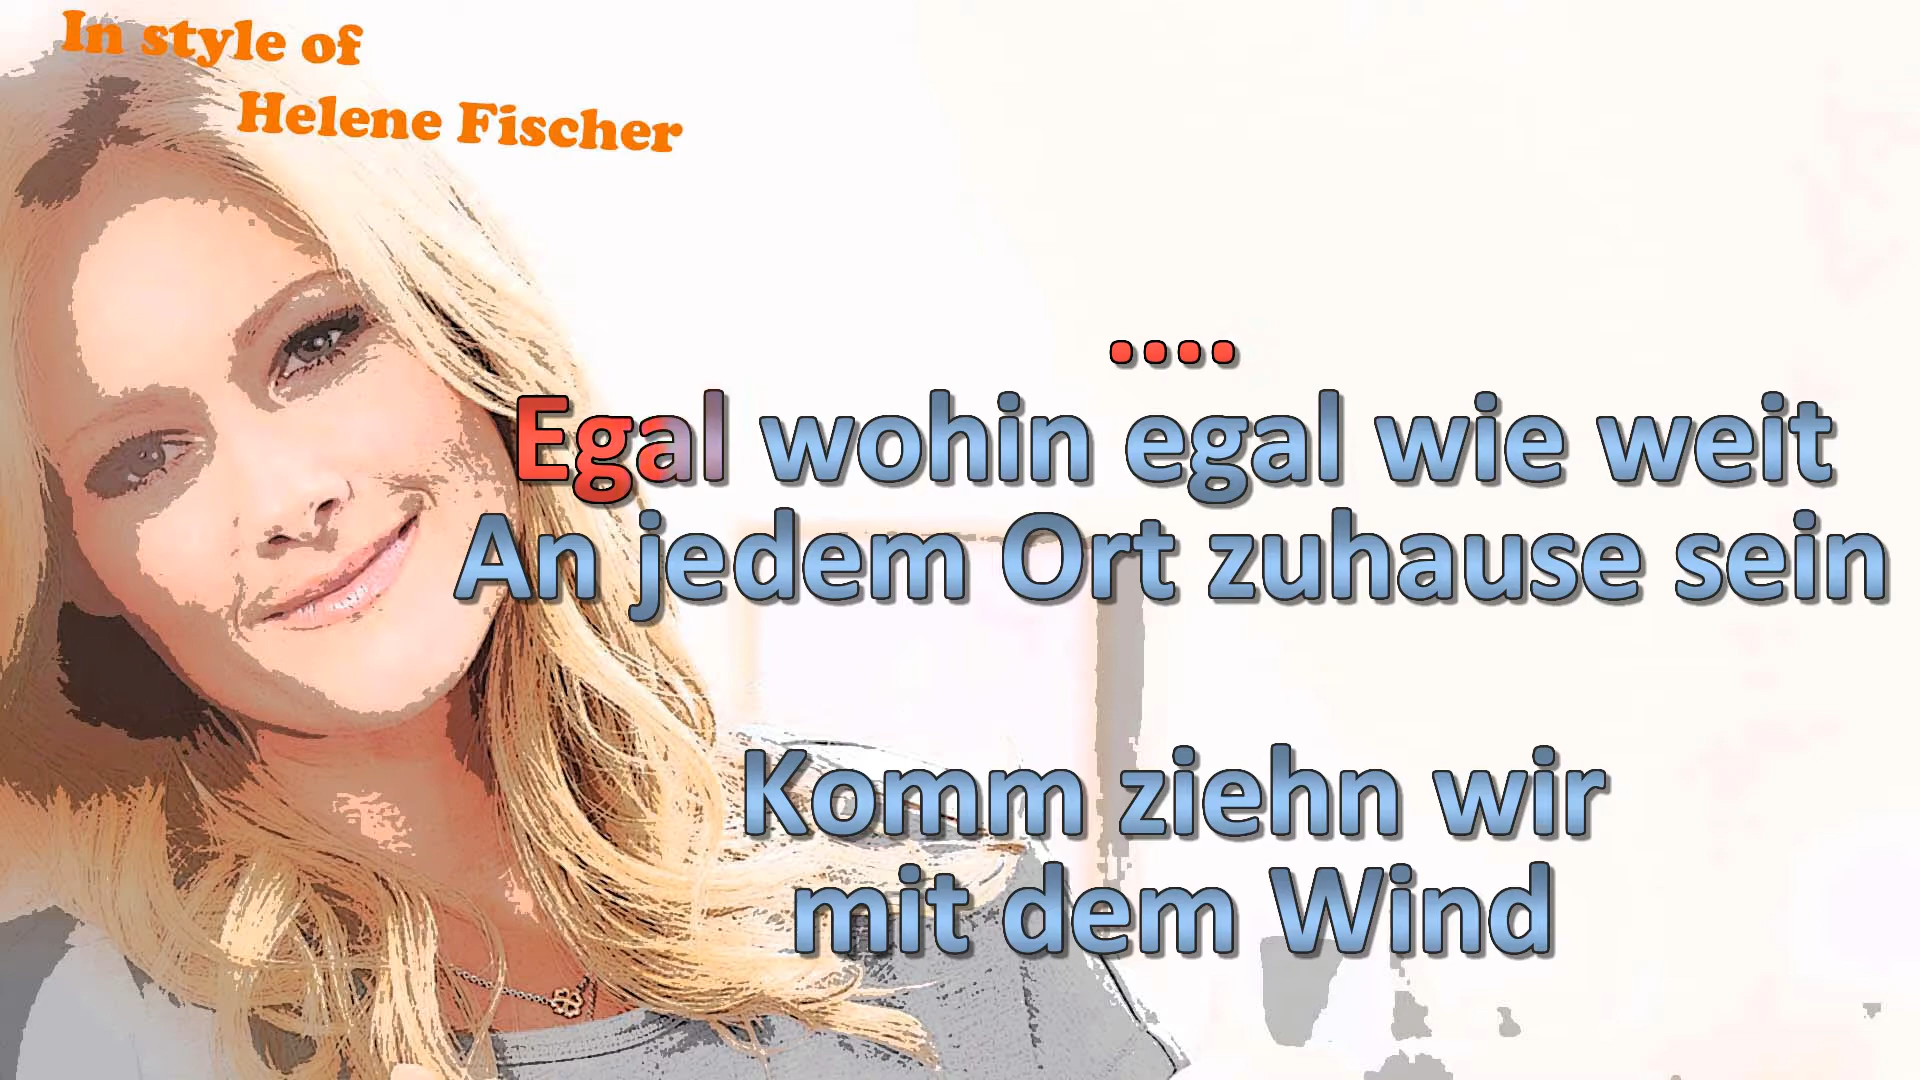 In style of
Helene Fischer
....
Egal wohin egal wie weit
An jedem Ort zuhause sein
Komm ziehn wir
mit dem Wind